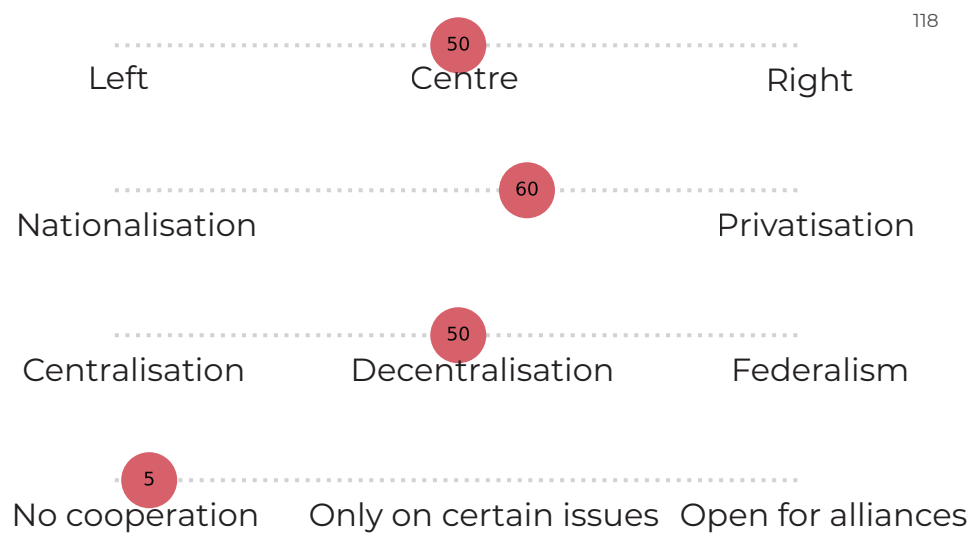 118
50
Left Centre Right
60
Nationalisation Privatisation
50
Centralisation Decentralisation Federalism
5
No cooperation Only on certain issues Open for alliances